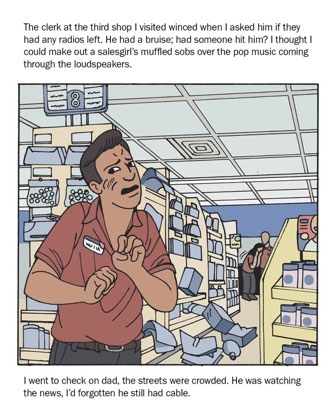 The clerk at the third shop I visited winced when I asked him if they
had any radios left. He had a bruise; had someone hit him? I thought I
could make out a salesgirl’s muffled sobs over the pop music coming
through the loudspeakers.
8
I went to check on dad, the streets were crowded. He was watching
the news, I’d forgotten he still had cable.